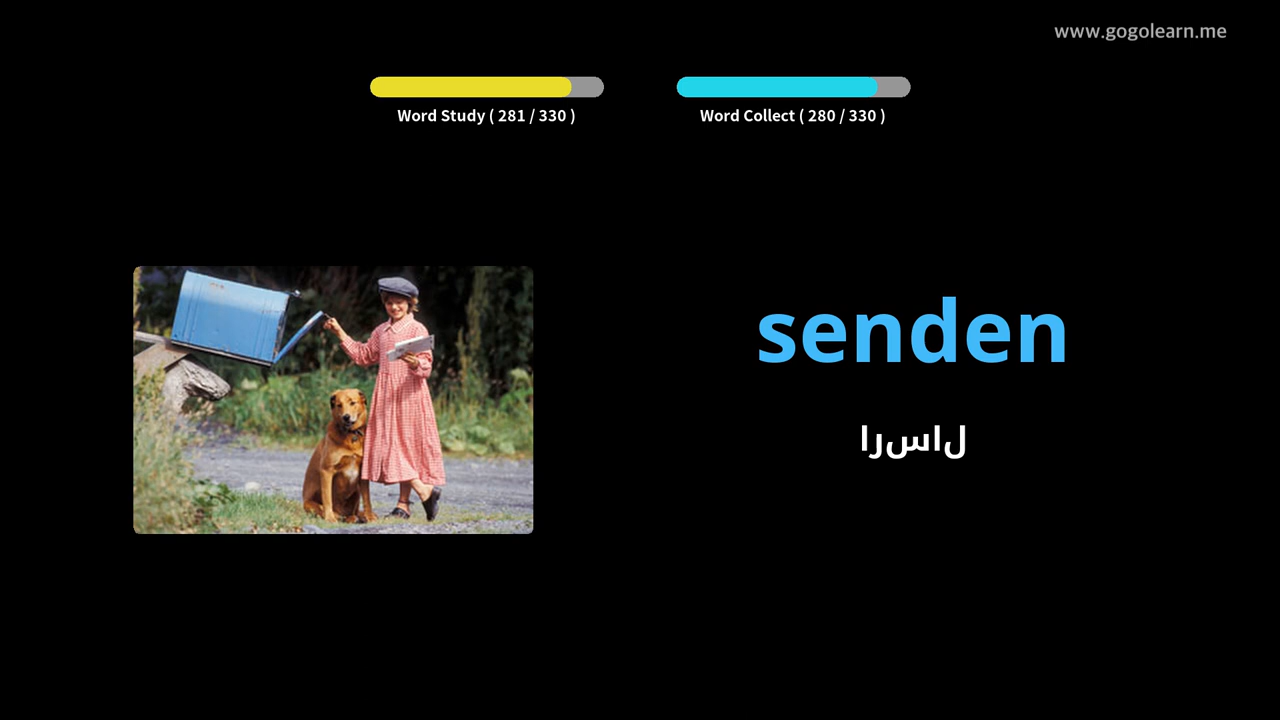 www.gogolearn.me
Word Study ( 281 / 330 )
Word Collect ( 280 / 330 )
senden
ارسال